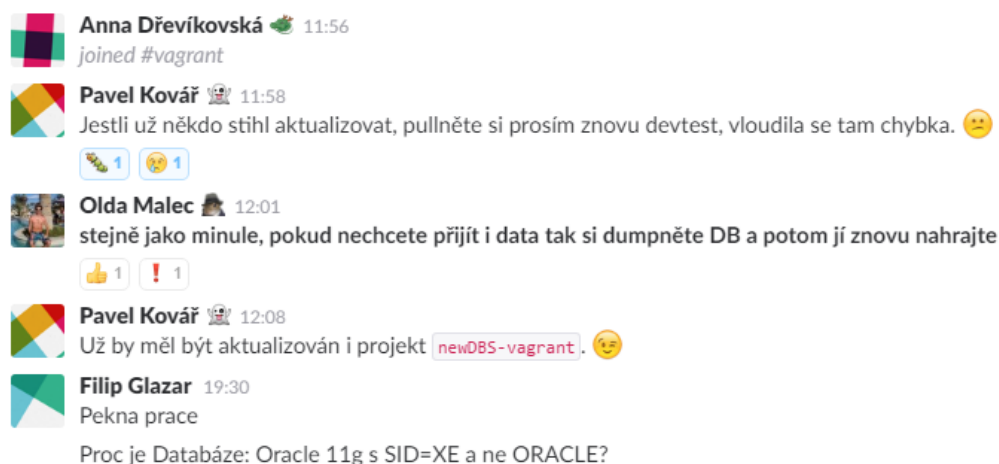 Anna Dřevíkovská 11:56
joined #vagrant
Pavel Kovář 11:58
Jestli už někdo stihl aktualizovat, pullněte si prosím znovu devtest, vloudila se tam chybka.
1 1
Olda Malec 12:01
stejně jako minule, pokud nechcete přijít i data tak si dumpněte DB a potom jí znovu nahrajte
1 1
Pavel Kovář 12:08
Už by měl být aktualizován i projekt newDBS-vagrant.
Filip Glazar 19:30
Pekna prace
Proc je Databáze: Oracle 11g s SID=XE a ne ORACLE?